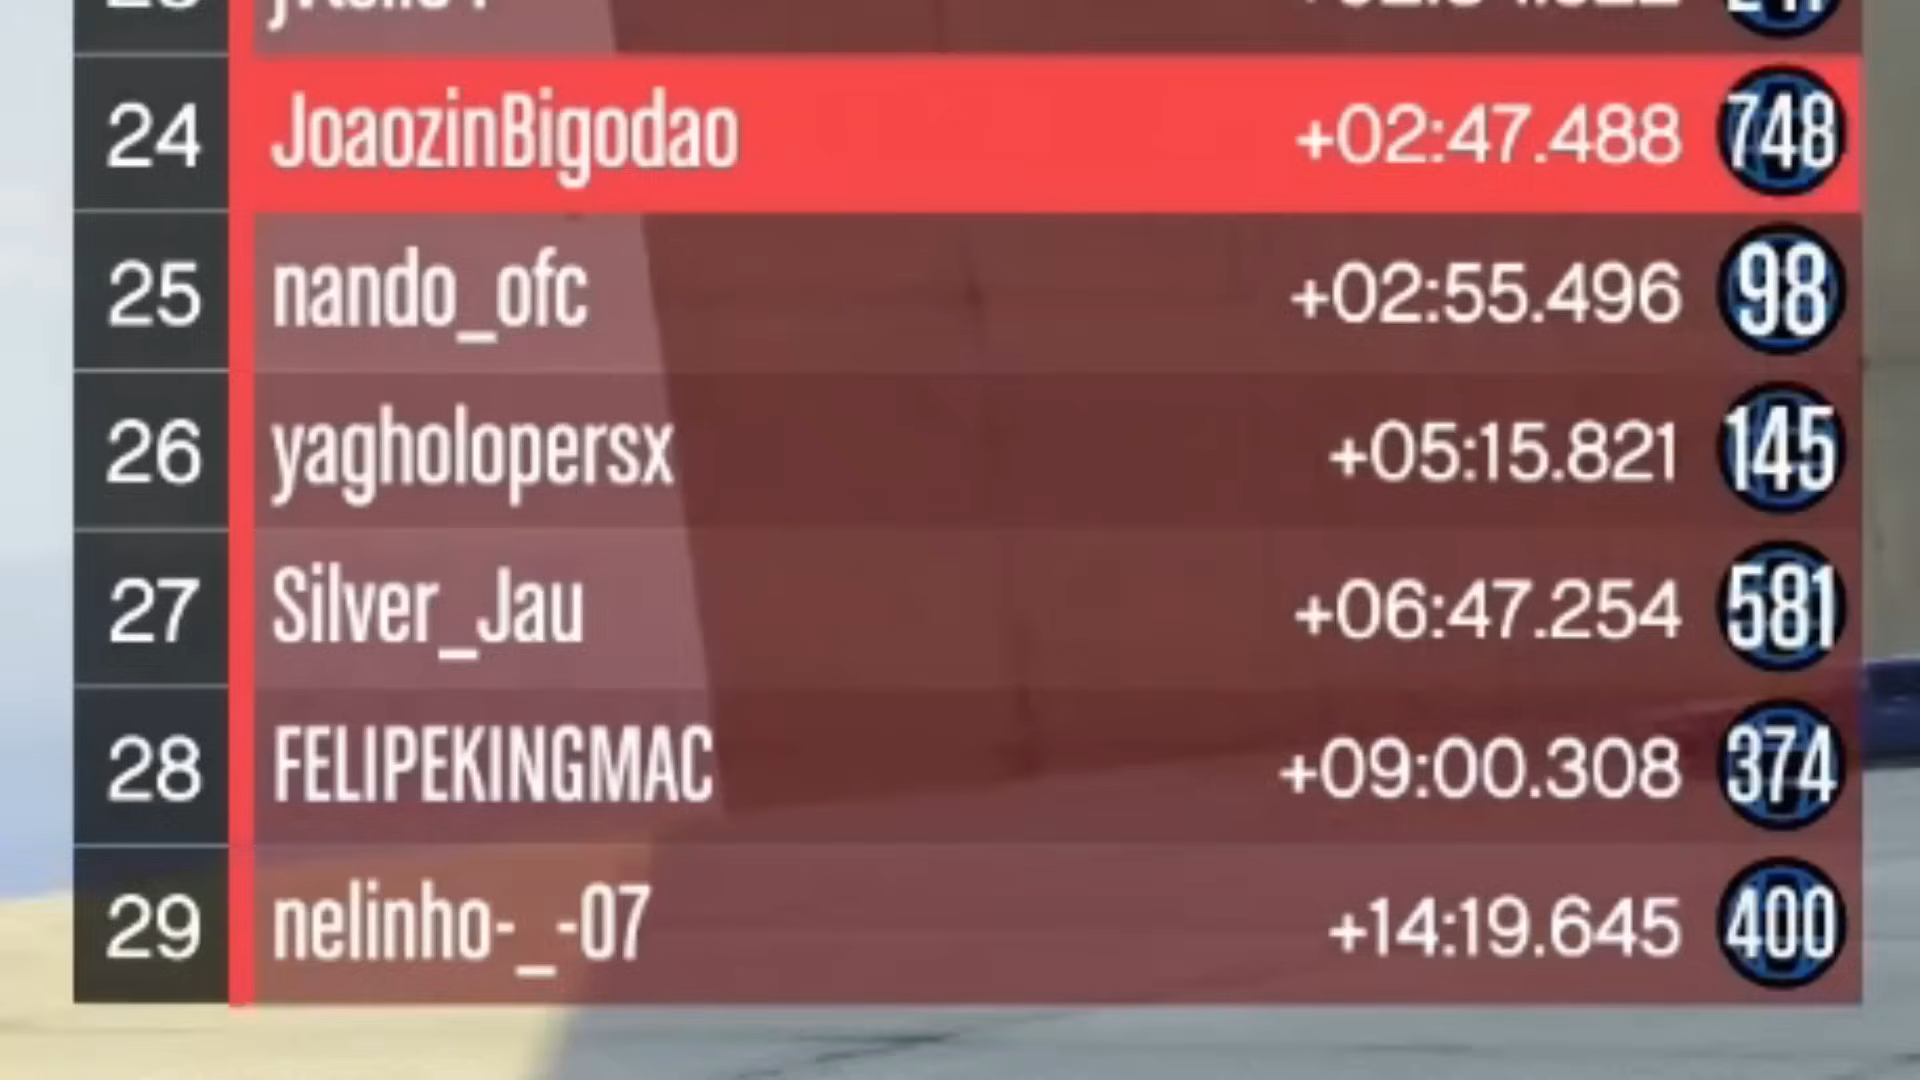 24 JoaozinBigodao +02:47.488 748
25 nando_ofc +02:55.496 98
26 yagholopersx +05:15.821 145
27 Silver_Jau +06:47.254 581
28 FELIPEKINGMAC +09:00.308 374
29 nelinho-_-07 +14:19.645 400